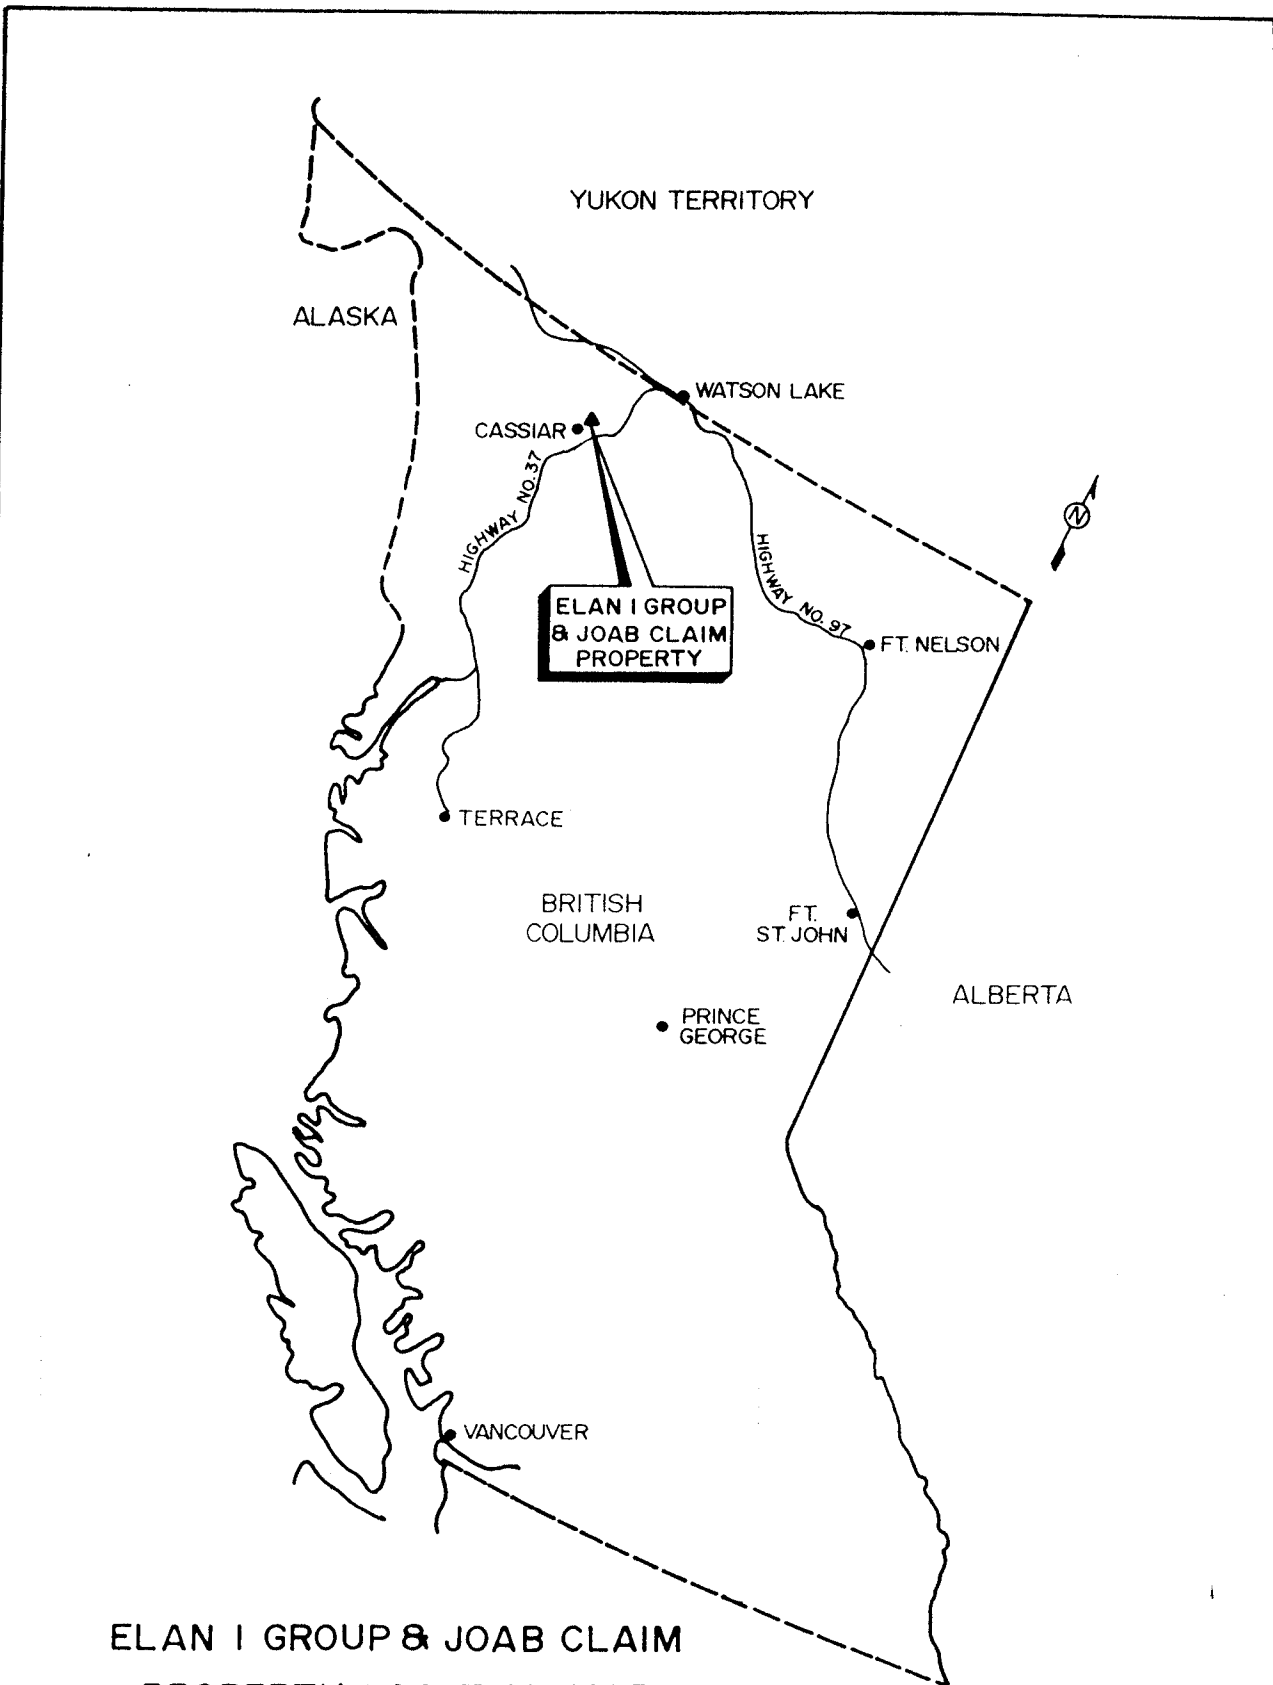 YUKON TERRITORY
ALASKA
WATSON LAKE
CASSIAR
HIGHWAY NO. 37
N
HIGHWAY NO. 97
ELAN I GROUP
& JOAB CLAIM
PROPERTY
FT. NELSON
TERRACE
BRITISH
COLUMBIA
FT.
ST. JOHN
ALBERTA
PRINCE
GEORGE
VANCOUVER
ELAN I GROUP & JOAB CLAIM